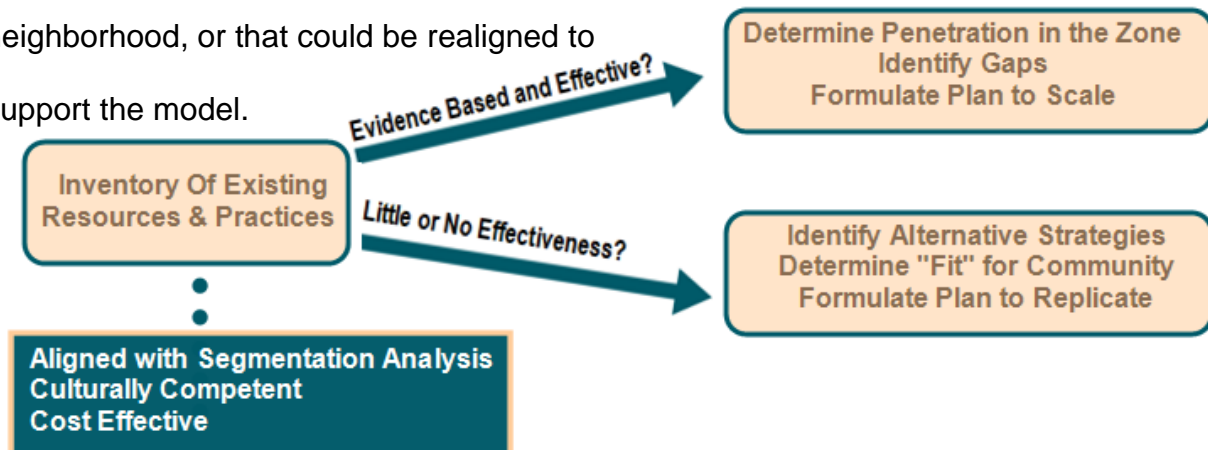 eighborhood, or that could be realigned to
upport the model.
Evidence Based and Effective?
Determine Penetration in the Zone
Identify Gaps
Formulate Plan to Scale
Inventory Of Existing
Resources & Practices
Little or No Effectiveness?
Identify Alternative Strategies
Determine "Fit" for Community
Formulate Plan to Replicate
Aligned with Segmentation Analysis
Culturally Competent
Cost Effective